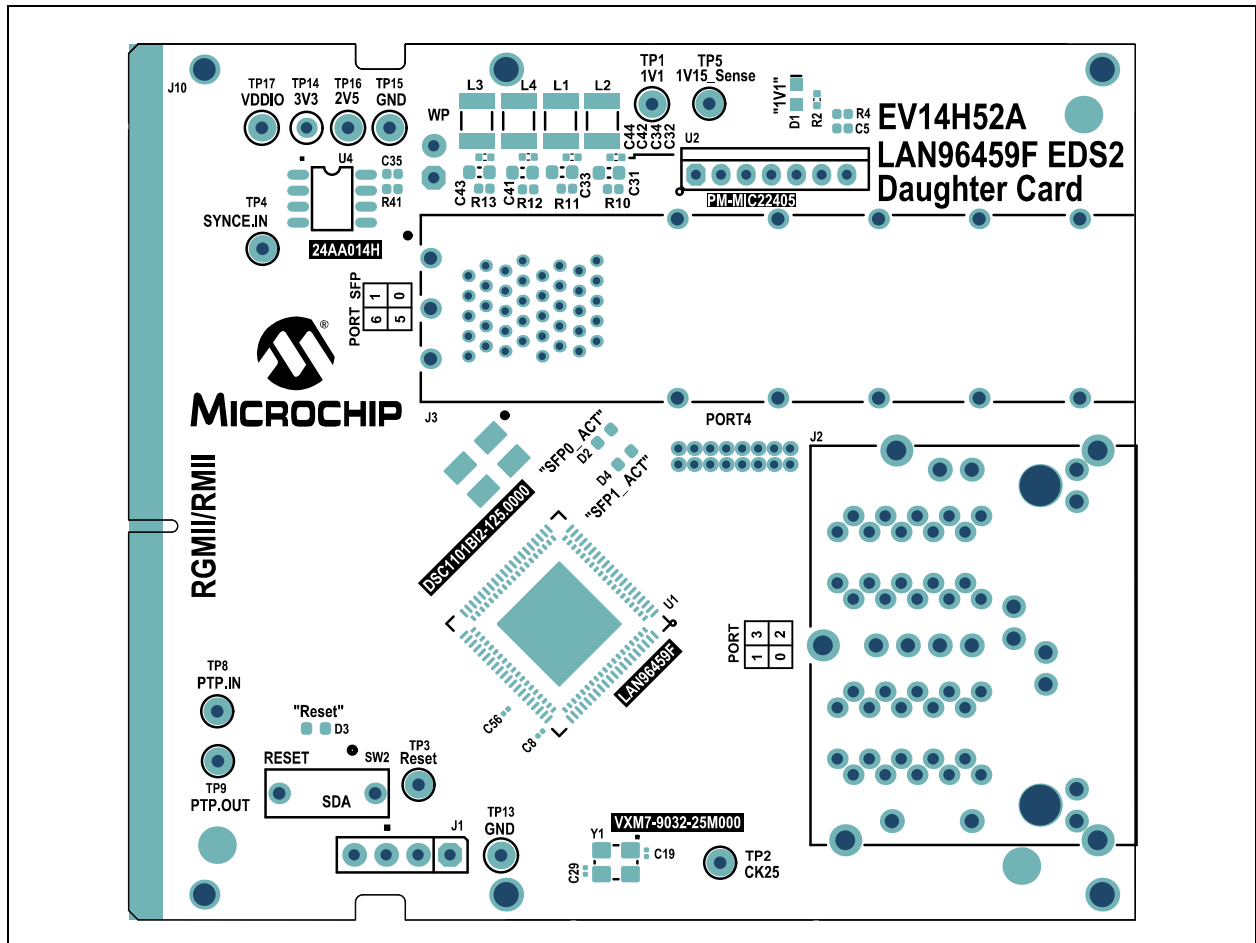 J10
TP17
VDDIO
TP14
3V3
TP16
2V5
TP15
GND
WP
L3
L4
L1
L2
TP1
1V1
TP5
1V15_Sense
"1V1"
D1
R2
R4
C5
C44
C42
C34
C32
U2
EV14H52A
LAN96459F EDS2
Daughter Card
U4
C35
R41
C43
R13
C41
R12
R11
C33
R10
C31
PM-MIC22405
TP4
SYNCE.IN
24AA014H
PORT SFP
6 1
5 0
®
MICROCHIP
J3
PORT4
J2
"SFP0_ACT"
D2
D4
"SFP1_ACT"
DSC1101BI2-125.0000
RGMII/RMII
U1
LAN96459F
PORT
1 3
0 2
TP8
PTP.IN
"Reset"
D3
C56
C8
TP9
PTP.OUT
RESET
SW2
SDA
TP3
Reset
J1
TP13
GND
VXM7-9032-25M000
Y1
C19
C29
TP2
CK25